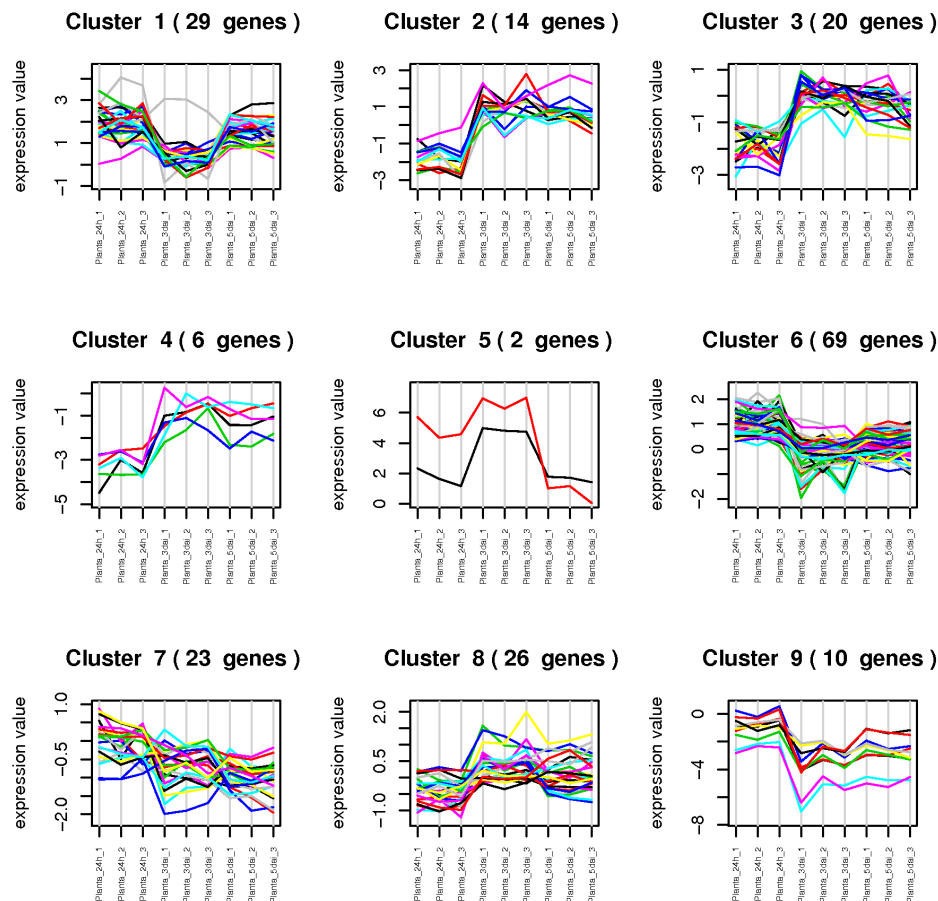 Cluster 1 ( 29 genes )
Cluster 2 ( 14 genes )
Cluster 3 ( 20 genes )
expression value
3
1
−1
Planta_24h_1
Planta_24h_2
Planta_24h_3
Planta_3dai_1
Planta_3dai_2
Planta_3dai_3
Planta_5dai_1
Planta_5dai_2
Planta_5dai_3
expression value
3
1
−1
−3
Planta_24h_1
Planta_24h_2
Planta_24h_3
Planta_3dai_1
Planta_3dai_2
Planta_3dai_3
Planta_5dai_1
Planta_5dai_2
Planta_5dai_3
expression value
1
−1
−3
Planta_24h_1
Planta_24h_2
Planta_24h_3
Planta_3dai_1
Planta_3dai_2
Planta_3dai_3
Planta_5dai_1
Planta_5dai_2
Planta_5dai_3
Cluster 4 ( 6 genes )
Cluster 5 ( 2 genes )
Cluster 6 ( 69 genes )
expression value
−1
−3
−5
Planta_24h_1
Planta_24h_2
Planta_24h_3
Planta_3dai_1
Planta_3dai_2
Planta_3dai_3
Planta_5dai_1
Planta_5dai_2
Planta_5dai_3
expression value
6
4
2
0
Planta_24h_1
Planta_24h_2
Planta_24h_3
Planta_3dai_1
Planta_3dai_2
Planta_3dai_3
Planta_5dai_1
Planta_5dai_2
Planta_5dai_3
expression value
2
1
0
−2
Planta_24h_1
Planta_24h_2
Planta_24h_3
Planta_3dai_1
Planta_3dai_2
Planta_3dai_3
Planta_5dai_1
Planta_5dai_2
Planta_5dai_3
Cluster 7 ( 23 genes )
Cluster 8 ( 26 genes )
Cluster 9 ( 10 genes )
expression value
1.0
−0.5
−2.0
Planta_24h_1
Planta_24h_2
Planta_24h_3
Planta_3dai_1
Planta_3dai_2
Planta_3dai_3
Planta_5dai_1
Planta_5dai_2
Planta_5dai_3
expression value
2.0
0.5
−1.0
Planta_24h_1
Planta_24h_2
Planta_24h_3
Planta_3dai_1
Planta_3dai_2
Planta_3dai_3
Planta_5dai_1
Planta_5dai_2
Planta_5dai_3
expression value
0
−4
−8
Planta_24h_1
Planta_24h_2
Planta_24h_3
Planta_3dai_1
Planta_3dai_2
Planta_3dai_3
Planta_5dai_1
Planta_5dai_2
Planta_5dai_3